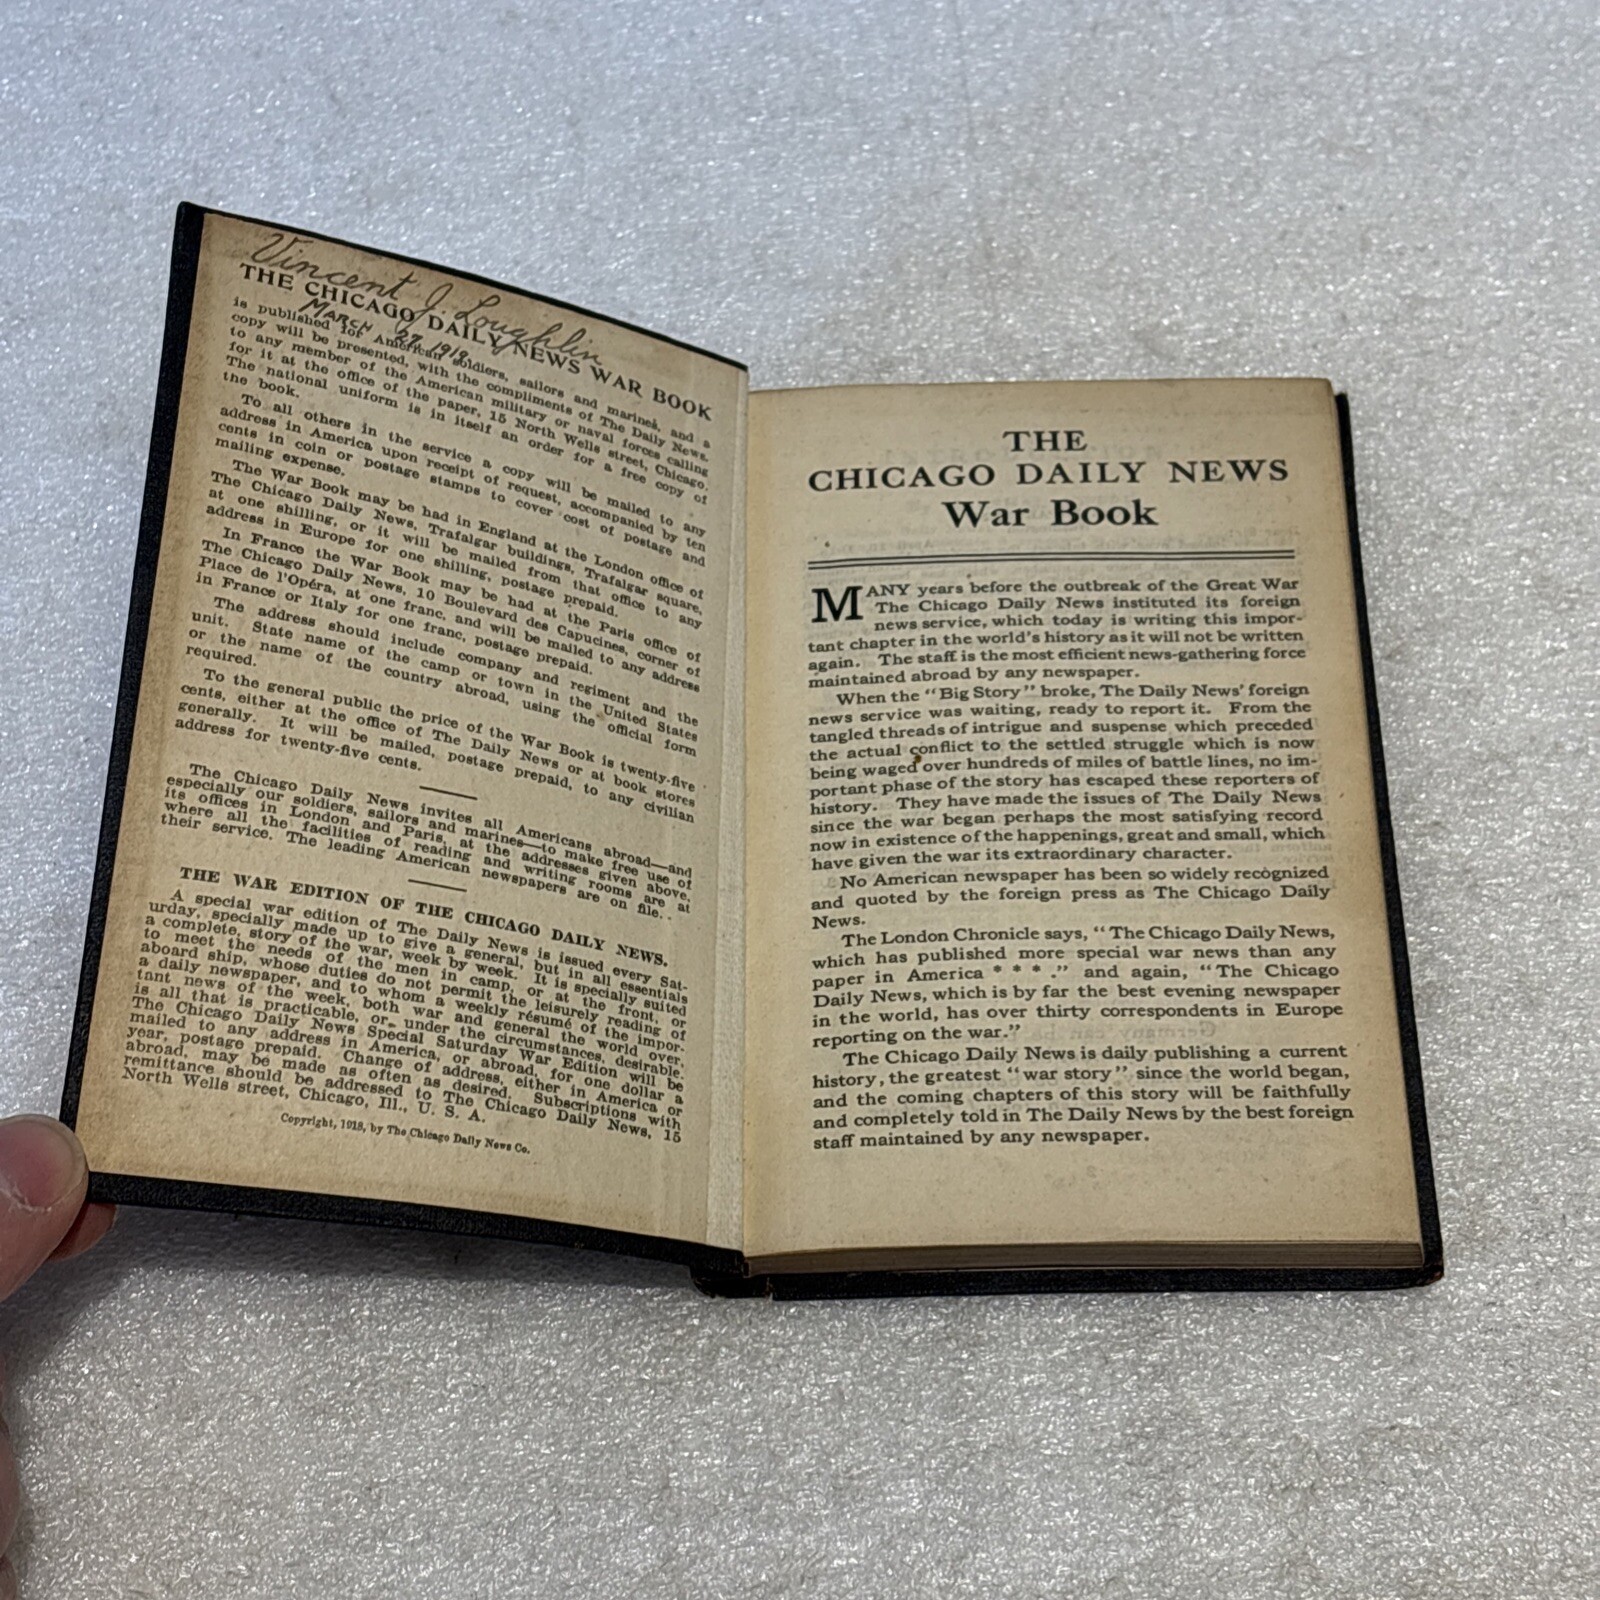 Vincent J. Loughlin
THE CHICAGO DAILY NEWS WAR BOOK
March 27, 1919
is published for American soldiers, sailors and marines, and a
copy will be presented, with the compliments of The Daily News,
to any member of the American military or naval forces calling
for it at the office of the paper, 15 North Wells street, Chicago.
The national uniform is in itself an order for a free copy of
the book.
To all others in the service a copy will be mailed to any
address in America upon receipt of request, accompanied by ten
cents in coin or postage stamps to cover cost of postage and
mailing expense.
The War Book may be had in England at the London office of
The Chicago Daily News, Trafalgar buildings, Trafalgar square,
at one shilling, or it will be mailed from that office to any
address in Europe for one shilling, postage prepaid.
In France the War Book may be had at the Paris office of
The Chicago Daily News, 10 Boulevard des Capucines, corner of
Place de l'Opéra, at one franc, and will be mailed to any address
in France or Italy for one franc, postage prepaid.
The address should include company and regiment and the
unit. State name of the camp or town in the United States
or the name of the country abroad, using the official form
required.
To the general public the price of the War Book is twenty-five
cents, either at the office of The Daily News or at book stores
generally. It will be mailed, postage prepaid, to any civilian
address for twenty-five cents.
The Chicago Daily News invites all Americans abroad—and
especially our soldiers, sailors and marines—to make free use of
its offices in London and Paris, at the addresses given above,
where all the facilities of reading and writing rooms are at
their service. The leading American newspapers are on file.
THE WAR EDITION OF THE CHICAGO DAILY NEWS.
A special war edition of The Daily News is issued every Sat-
urday, specially made up to give a general, but in all essentials
a complete, story of the war, week by week. It is specially suited
to meet the needs of the men in camp, or at the front, or
aboard ship, whose duties do not permit the leisurely reading of
a daily newspaper, and to whom a weekly résumé of the impor-
tant news of the week, both war and general the world over,
is all that is practicable, or, under the circumstances, desirable.
The Chicago Daily News Special Saturday War Edition will be
mailed to any address in America, or abroad, for one dollar a
year, postage prepaid. Change of address, either in America or
abroad, may be made as often as desired. Subscriptions with
remittance should be addressed to The Chicago Daily News, 15
North Wells street, Chicago, Ill., U. S. A.
Copyright, 1918, by The Chicago Daily News Co.
THE
CHICAGO DAILY NEWS
War Book
MANY years before the outbreak of the Great War
The Chicago Daily News instituted its foreign
news service, which today is writing this impor-
tant chapter in the world's history as it will not be written
again. The staff is the most efficient news-gathering force
maintained abroad by any newspaper.
When the "Big Story" broke, The Daily News' foreign
news service was waiting, ready to report it. From the
tangled threads of intrigue and suspense which preceded
the actual conflict to the settled struggle which is now
being waged over hundreds of miles of battle lines, no im-
portant phase of the story has escaped these reporters of
history. They have made the issues of The Daily News
since the war began perhaps the most satisfying record
now in existence of the happenings, great and small, which
have given the war its extraordinary character.
No American newspaper has been so widely recognized
and quoted by the foreign press as The Chicago Daily
News.
The London Chronicle says, "The Chicago Daily News,
which has published more special war news than any
paper in America * * * ." and again, "The Chicago
Daily News, which is by far the best evening newspaper
in the world, has over thirty correspondents in Europe
reporting on the war."
The Chicago Daily News is daily publishing a current
history, the greatest "war story" since the world began,
and the coming chapters of this story will be faithfully
and completely told in The Daily News by the best foreign
staff maintained by any newspaper.